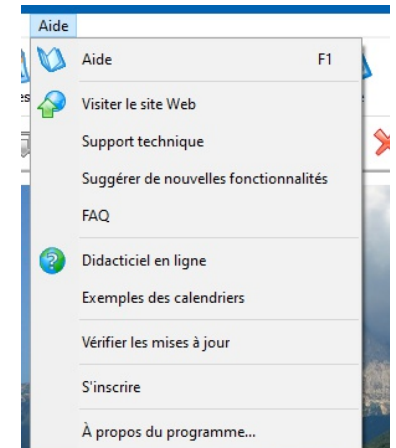 Aide
Aide F1
Visiter le site Web
Support technique
Suggérer de nouvelles fonctionnalités
FAQ
Didacticiel en ligne
Exemples des calendriers
Vérifier les mises à jour
S'inscrire
À propos du programme...